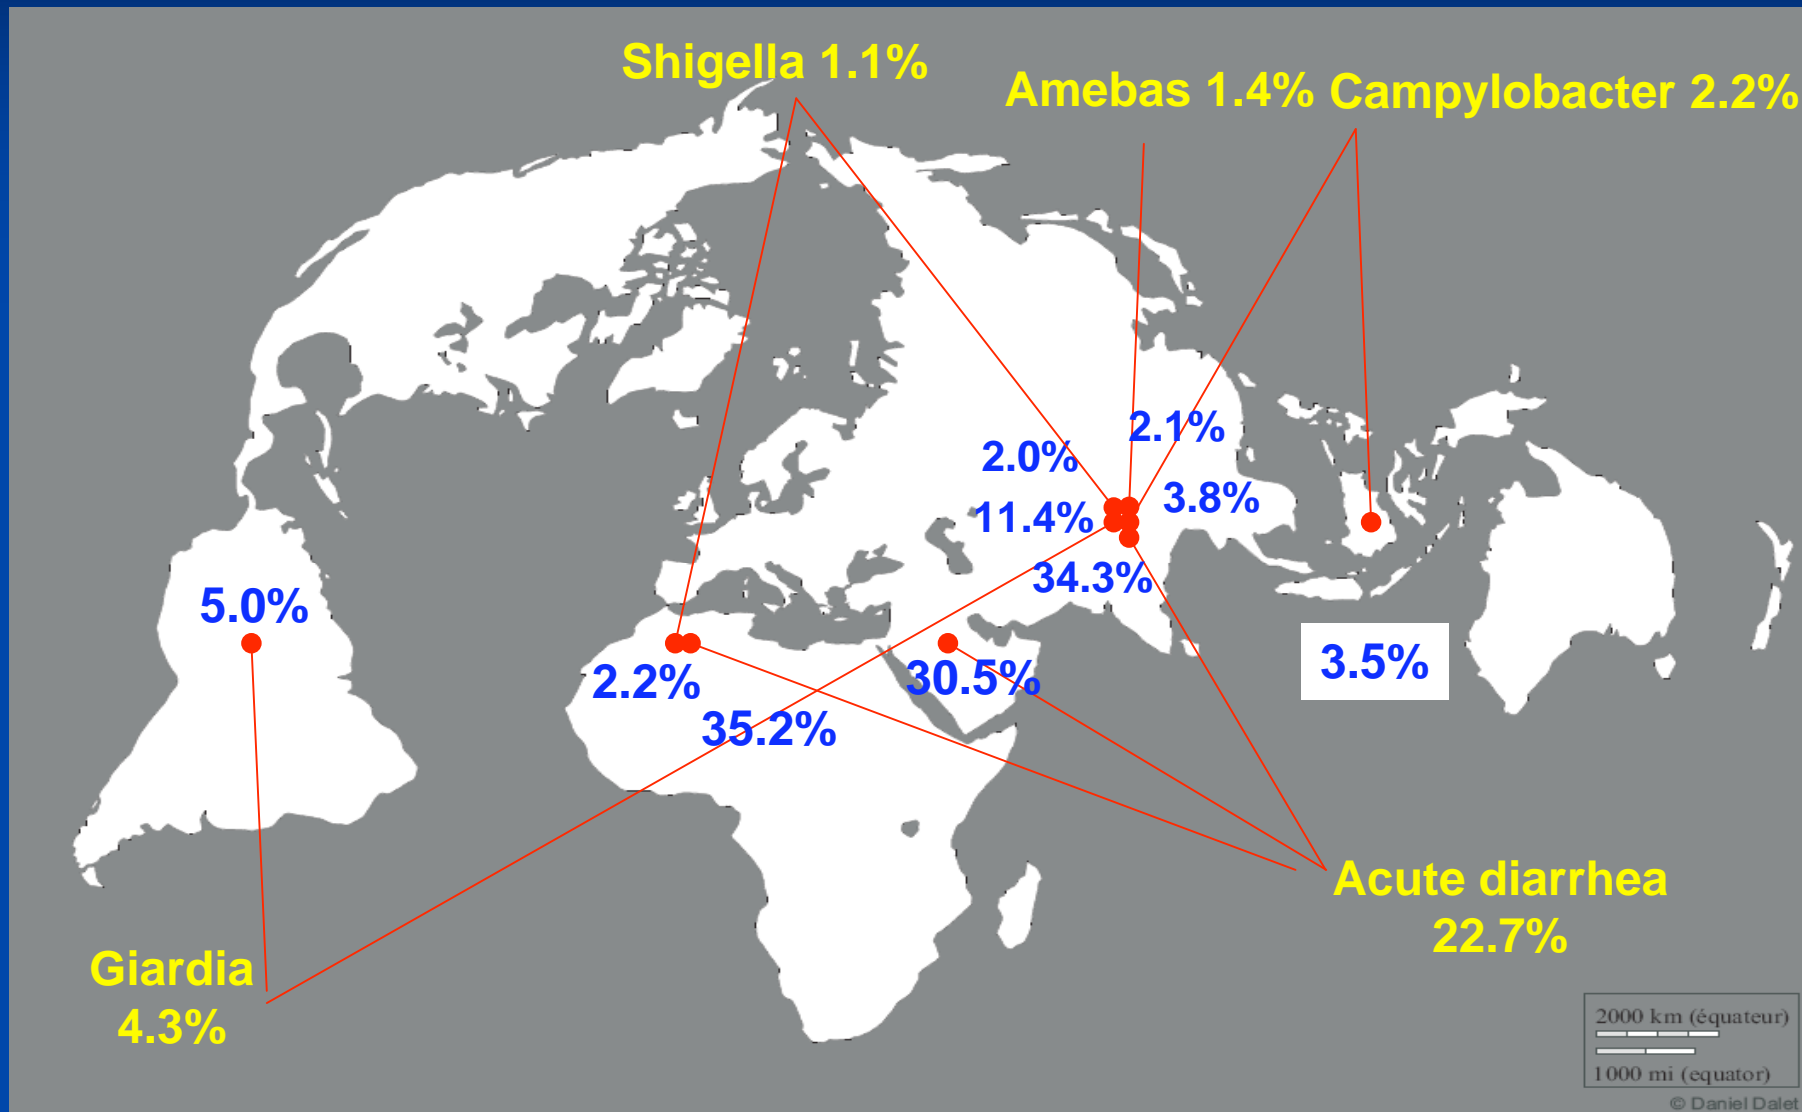 Shigella 1.1%
Amebas 1.4%
Campylobacter 2.2%
2.1%
2.0%
3.8%
11.4%
34.3%
5.0%
2.2%
30.5%
3.5%
35.2%
Acute diarrhea
22.7%
Giardia
4.3%
2000 km (équateur)
1000 mi (equator)
© Daniel Dalet